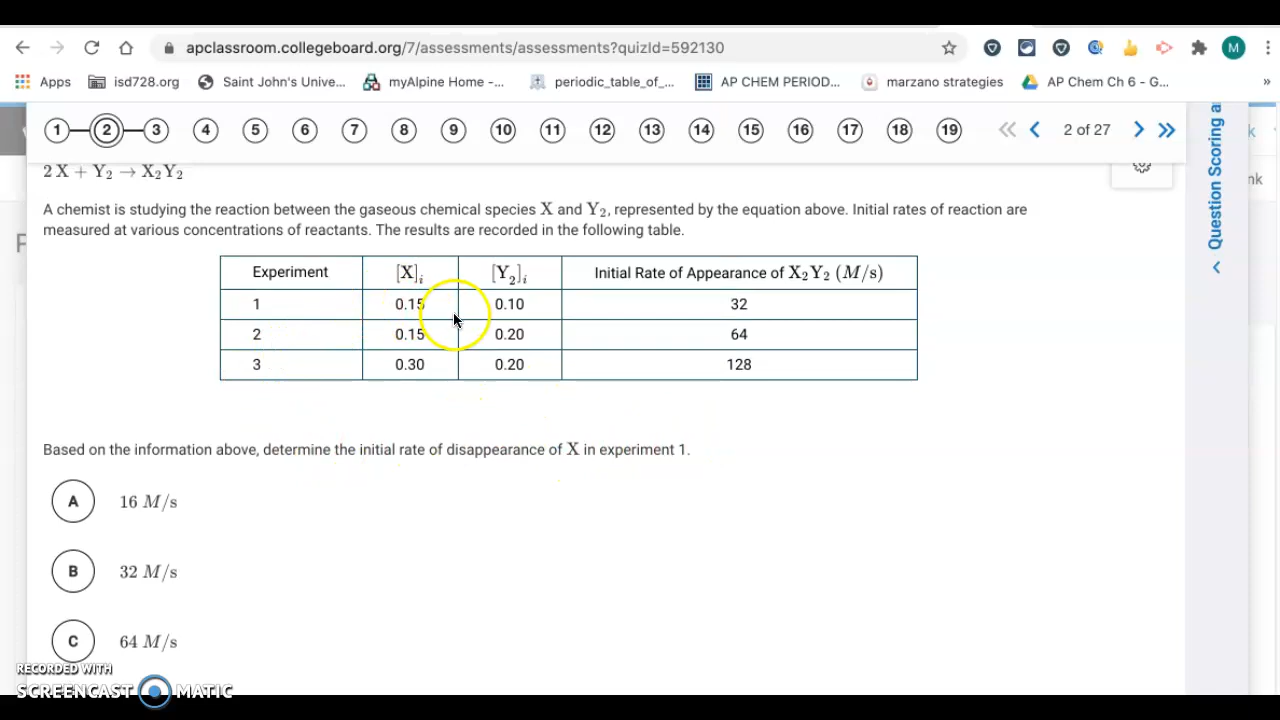 apclassroom.collegeboard.org/7/assessments/assessments?quizId=592130
M
Apps isd728.org Saint John's Unive... myAlpine Home -... periodic_table_of_... AP CHEM PERIOD... marzano strategies AP Chem Ch 6 - G... »
1 2 3 4 5 6 7 8 9 10 11 12 13 14 15 16 17 18 19 2 of 27
2 X + Y₂ → X₂Y₂
A chemist is studying the reaction between the gaseous chemical species X and Y₂, represented by the equation above. Initial rates of reaction are
measured at various concentrations of reactants. The results are recorded in the following table.
Experiment [X]ᵢ [Y₂]ᵢ Initial Rate of Appearance of X₂Y₂ (M/s)
1 0.15 0.10 32
2 0.15 0.20 64
3 0.30 0.20 128
Based on the information above, determine the initial rate of disappearance of X in experiment 1.
A 16 M/s
B 32 M/s
C 64 M/s
Question Scoring
RECORDED WITH
SCREENCAST MATIC